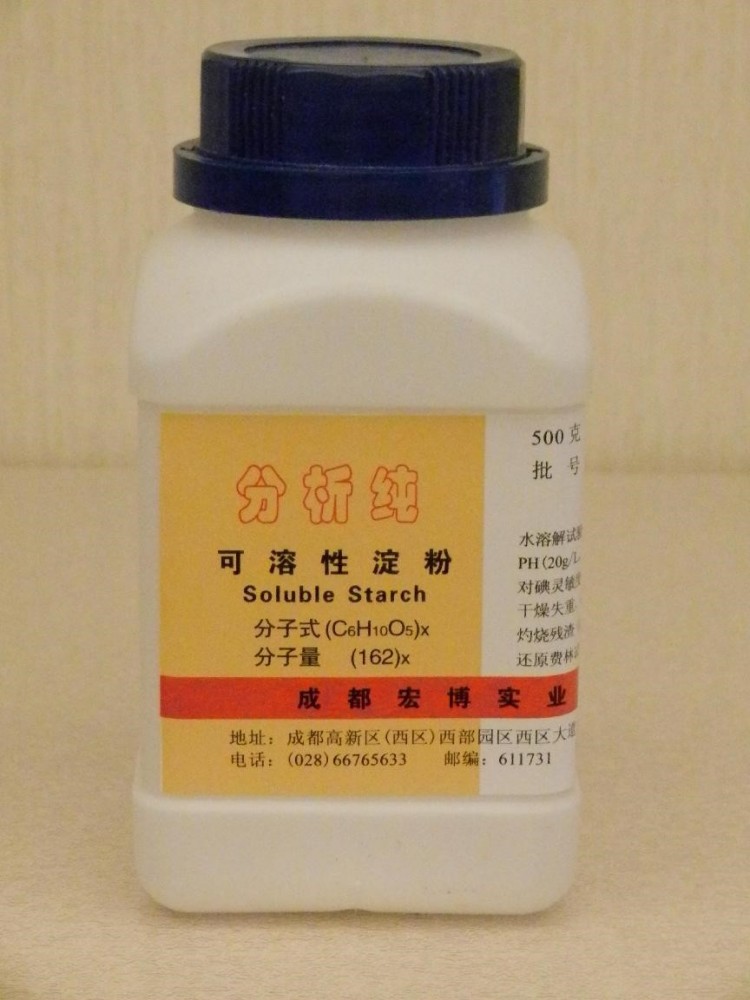 分析纯
可溶性淀粉
Soluble Starch
分子式(C6H10O5)x
分子量 (162)x
成都宏博实业
地址：成都高新区(西区)西部园区西区大道
电话：(028)66765633 邮编：611731
500 克
批 号
水溶解试验
PH(20g/L
对碘灵敏度
干燥失重
灼烧残渣
还原费林